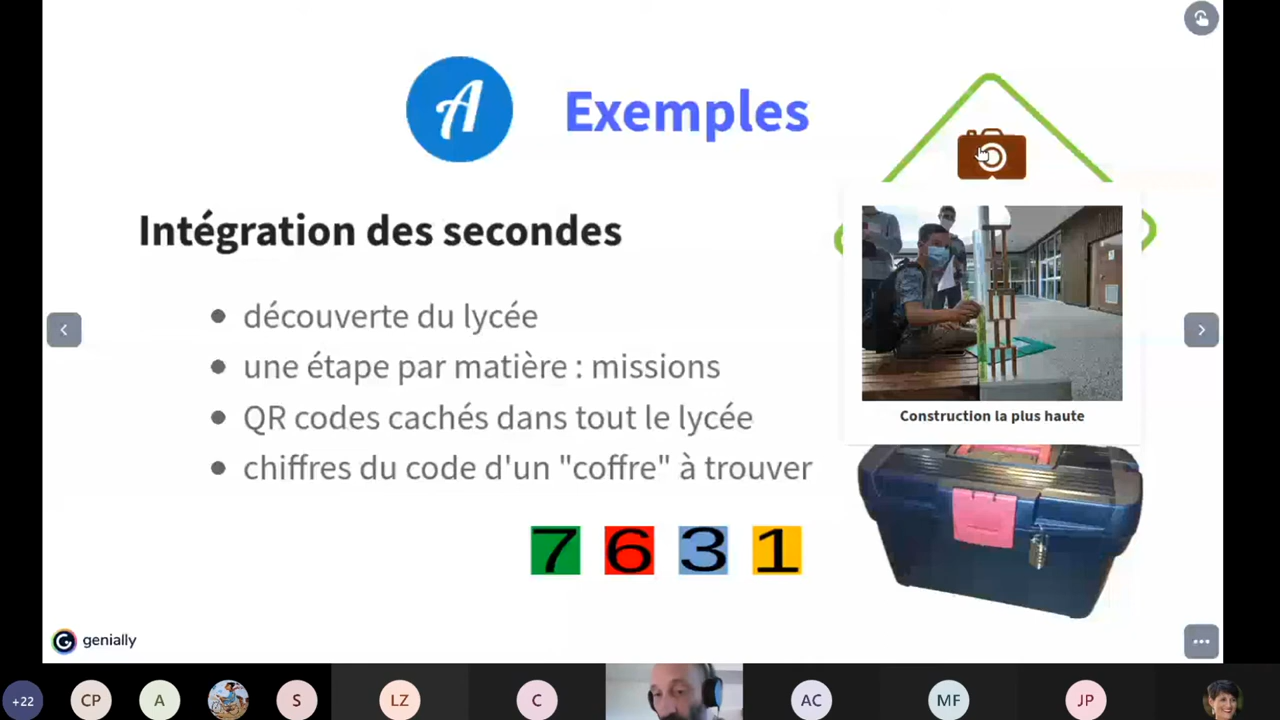 A Exemples
Intégration des secondes
découverte du lycée
une étape par matière : missions
QR codes cachés dans tout le lycée
chiffres du code d'un "coffre" à trouver
Construction la plus haute
7 6 3 1
genially
+22 CP A S LZ C AC MF JP